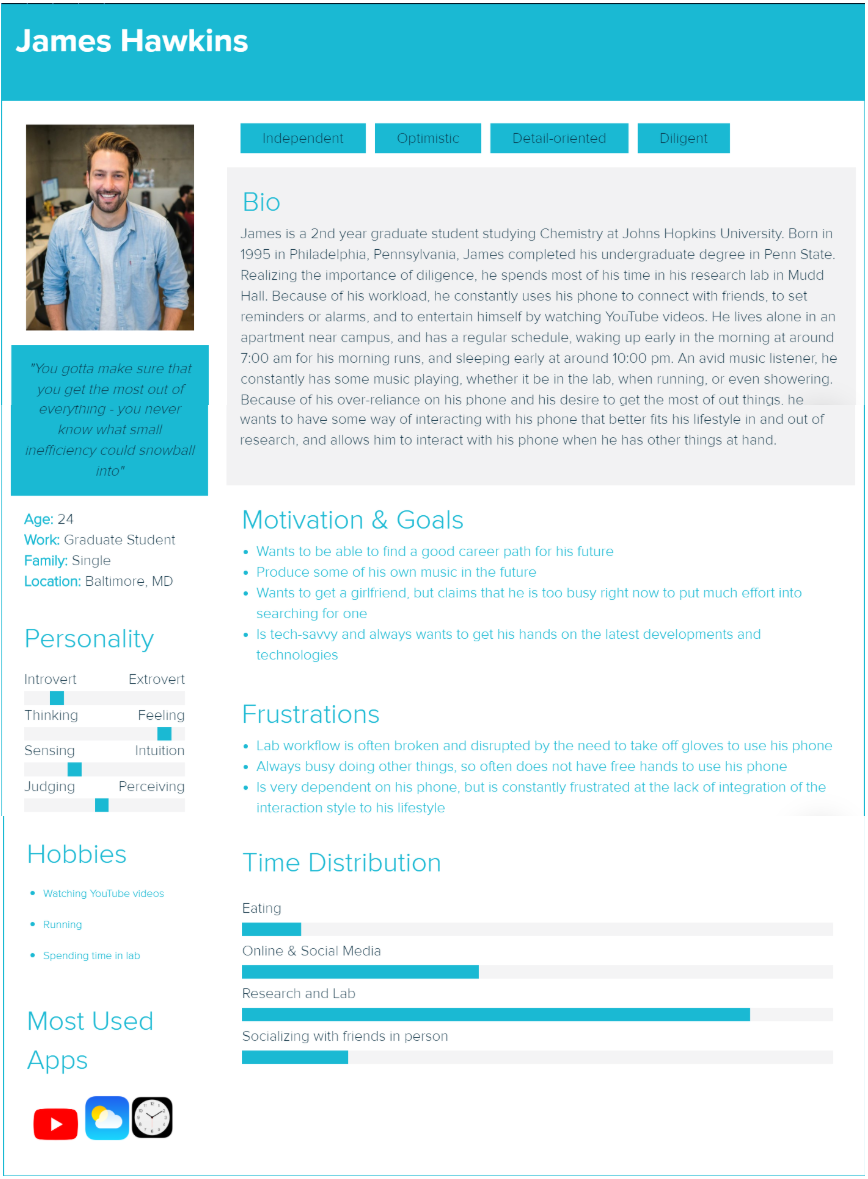 James Hawkins
Independent Optimistic Detail-oriented Diligent
Bio
James is a 2nd year graduate student studying Chemistry at Johns Hopkins University. Born in
1995 in Philadelphia, Pennsylvania, James completed his undergraduate degree in Penn State.
Realizing the importance of diligence, he spends most of his time in his research lab in Mudd
Hall. Because of his workload, he constantly uses his phone to connect with friends, to set
reminders or alarms, and to entertain himself by watching YouTube videos. He lives alone in an
apartment near campus, and has a regular schedule, waking up early in the morning at around
7:00 am for his morning runs, and sleeping early at around 10:00 pm. An avid music listener, he
constantly has some music playing, whether it be in the lab, when running, or even showering.
Because of his over-reliance on his phone and his desire to get the most of out things, he
wants to have some way of interacting with his phone that better fits his lifestyle in and out of
research, and allows him to interact with his phone when he has other things at hand.
"You gotta make sure that
you get the most out of
everything - you never
know what small
inefficiency could snowball
into"
Age: 24
Work: Graduate Student
Family: Single
Location: Baltimore, MD
Personality
Introvert Extrovert
Thinking Feeling
Sensing Intuition
Judging Perceiving
Motivation & Goals
• Wants to be able to find a good career path for his future
• Produce some of his own music in the future
• Wants to get a girlfriend, but claims that he is too busy right now to put much effort into
searching for one
• Is tech-savvy and always wants to get his hands on the latest developments and
technologies
Frustrations
• Lab workflow is often broken and disrupted by the need to take off gloves to use his phone
• Always busy doing other things, so often does not have free hands to use his phone
• Is very dependent on his phone, but is constantly frustrated at the lack of integration of the
interaction style to his lifestyle
Hobbies
• Watching YouTube videos
• Running
• Spending time in lab
Most Used
Apps
Time Distribution
Eating
Online & Social Media
Research and Lab
Socializing with friends in person